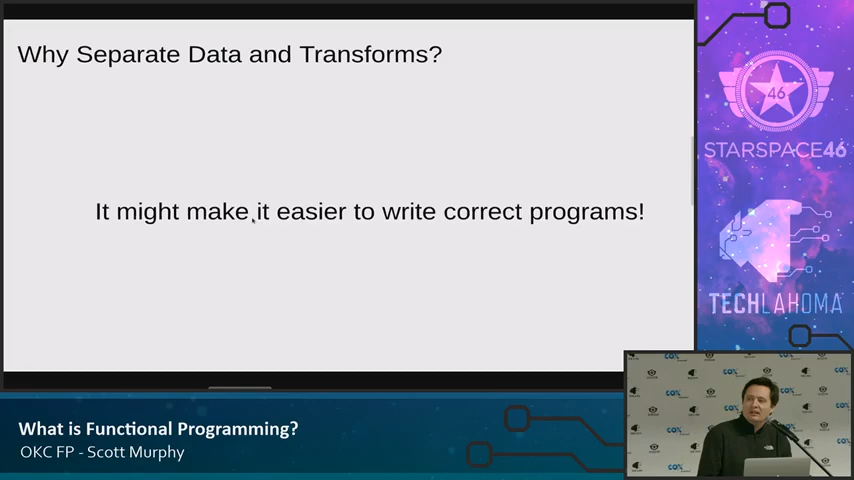 Why Separate Data and Transforms?
It might make it easier to write correct programs!
46
STARSPACE46
TECHLAHOMA
COX
What is Functional Programming?
OKC FP - Scott Murphy